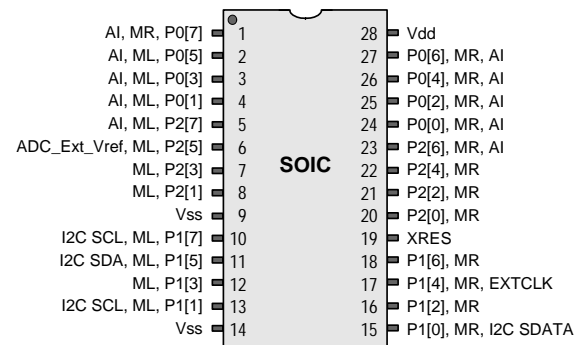 AI, MR, P0[7] 1 28 Vdd
AI, ML, P0[5] 2 27 P0[6], MR, AI
AI, ML, P0[3] 3 26 P0[4], MR, AI
AI, ML, P0[1] 4 25 P0[2], MR, AI
AI, ML, P2[7] 5 24 P0[0], MR, AI
ADC_Ext_Vref, ML, P2[5] 6 23 P2[6], MR, AI
ML, P2[3] 7 SOIC 22 P2[4], MR
ML, P2[1] 8 21 P2[2], MR
Vss 9 20 P2[0], MR
I2C SCL, ML, P1[7] 10 19 XRES
I2C SDA, ML, P1[5] 11 18 P1[6], MR
ML, P1[3] 12 17 P1[4], MR, EXTCLK
I2C SCL, ML, P1[1] 13 16 P1[2], MR
Vss 14 15 P1[0], MR, I2C SDATA